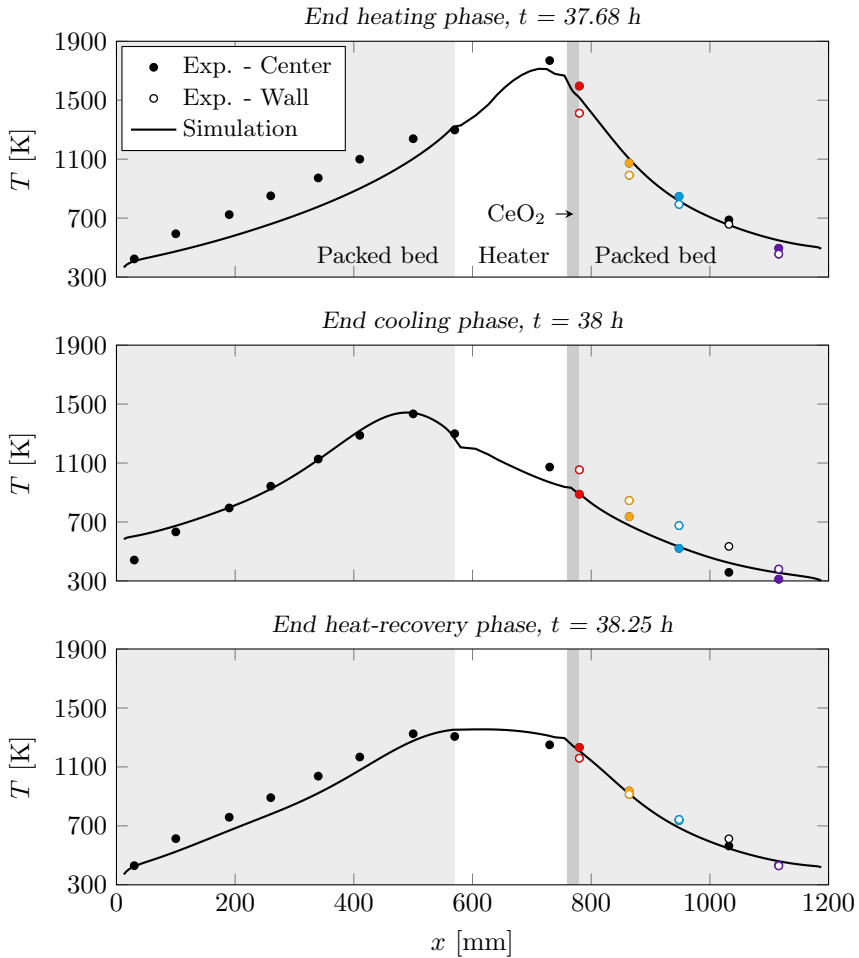 End heating phase, t = 37.68 h
1900
1500
1100
700
300
T [K]
Exp. - Center
Exp. - Wall
Simulation
CeO₂
Packed bed
Heater
Packed bed
End cooling phase, t = 38 h
1900
1500
1100
700
300
T [K]
End heat-recovery phase, t = 38.25 h
1900
1500
1100
700
300
T [K]
0 200 400 600 800 1000 1200
x [mm]